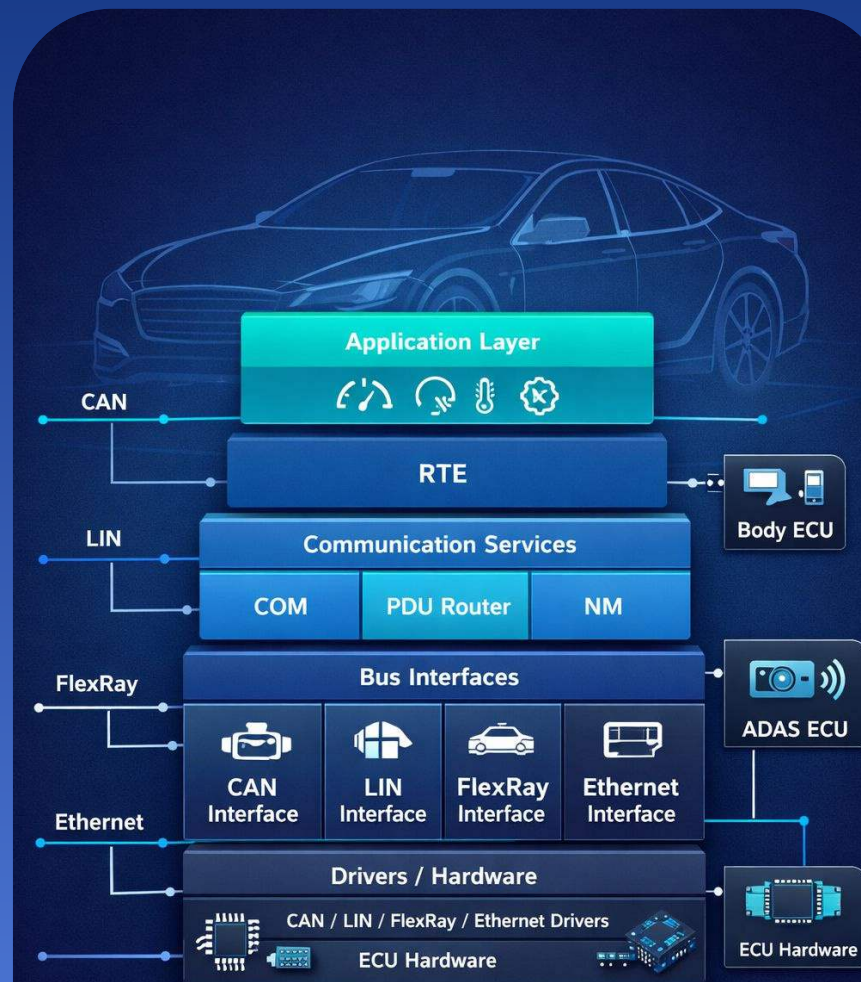 Application Layer
CAN
RTE
Body ECU
LIN
Communication Services
COM
PDU Router
NM
FlexRay
Bus Interfaces
ADAS ECU
CAN
Interface
LIN
Interface
FlexRay
Interface
Ethernet
Interface
Ethernet
Drivers / Hardware
CAN / LIN / FlexRay / Ethernet Drivers
ECU Hardware
ECU Hardware